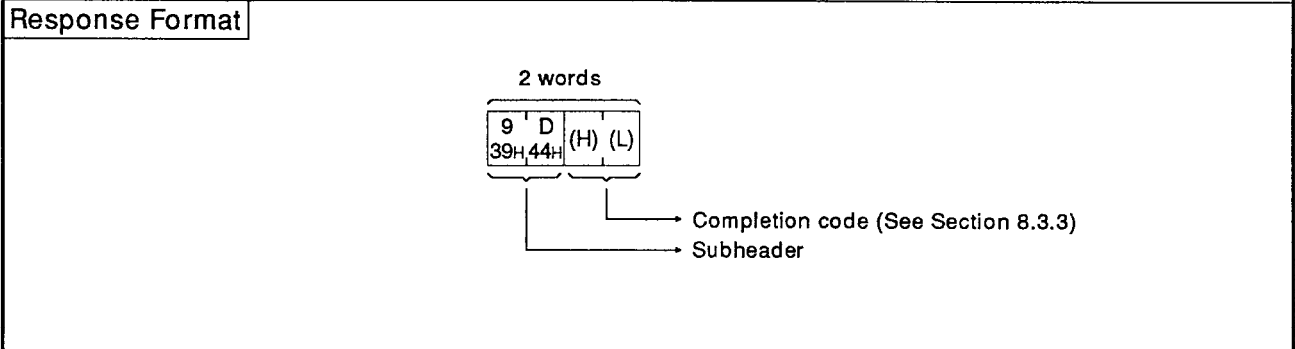 Response Format
2 words
9 D (H) (L)
39H 44H
Completion code (See Section 8.3.3)
Subheader